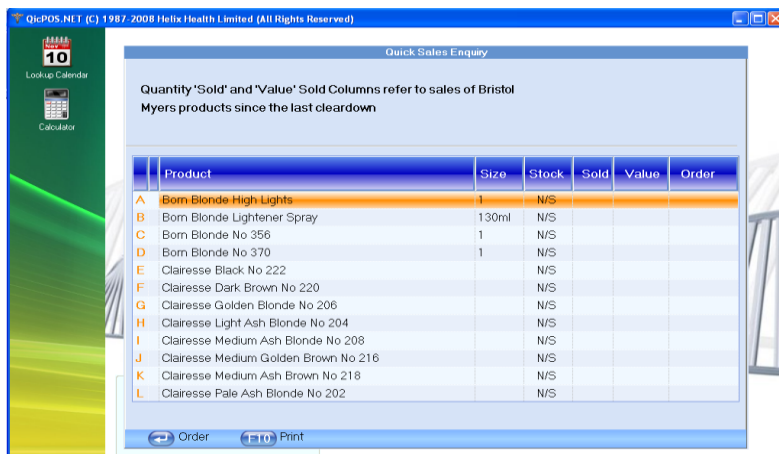 QicPOS.NET (C) 1987-2008 Helix Health Limited (All Rights Reserved)
Nov
10
Lookup Calendar
Calculator
Quick Sales Enquiry
Quantity 'Sold' and 'Value' Sold Columns refer to sales of Bristol
Myers products since the last cleardown
Product Size Stock Sold Value Order
A Born Blonde High Lights 1 N/S
B Born Blonde Lightener Spray 130ml N/S
C Born Blonde No 356 1 N/S
D Born Blonde No 370 1 N/S
E Clairesse Black No 222 N/S
F Clairesse Dark Brown No 220 N/S
G Clairesse Golden Blonde No 206 N/S
H Clairesse Light Ash Blonde No 204 N/S
I Clairesse Medium Ash Blonde No 208 N/S
J Clairesse Medium Golden Brown No 216 N/S
K Clairesse Medium Ash Brown No 218 N/S
L Clairesse Pale Ash Blonde No 202 N/S
Order F10 Print